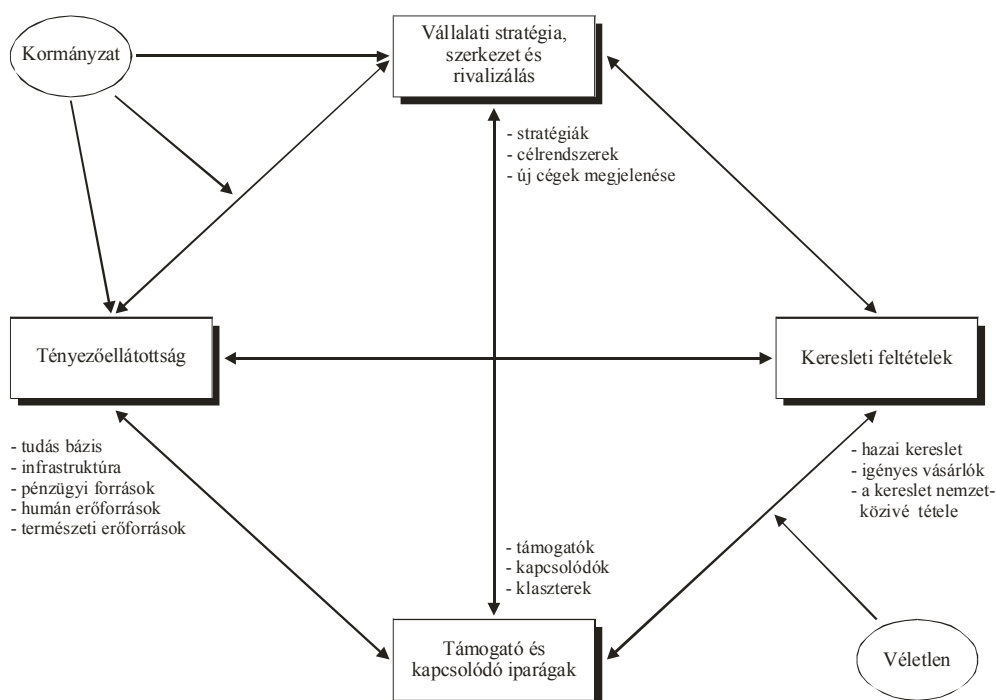 Kormányzat
Vállalati stratégia,
szerkezet és
rivalizálás
- stratégiák
- célrendszerek
- új cégek megjelenése
Tényezőellátottság
Keresleti feltételek
- tudás bázis
- infrastruktúra
- pénzügyi források
- humán erőforrások
- természeti erőforrások
- hazai kereslet
- igényes vásárlók
- a kereslet nemzet-
közivé tétele
- támogatók
- kapcsolódók
- klaszterek
Támogató és
kapcsolódó iparágak
Véletlen